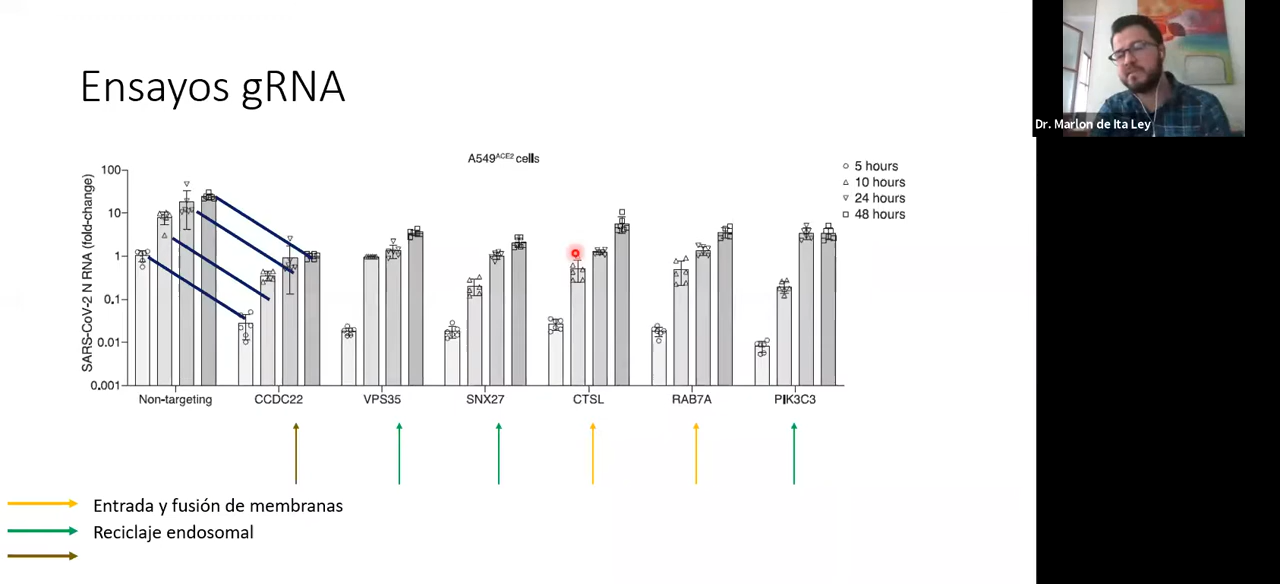 Ensayos gRNA
Dr. Marlon de Ita Ley
A549ACE2 cells
5 hours
10 hours
24 hours
48 hours
SARS-CoV-2 N RNA (fold-change)
100
10
1
0.1
0.01
0.001
Non-targeting CCDC22 VPS35 SNX27 CTSL RAB7A PIK3C3
Entrada y fusión de membranas
Reciclaje endosomal